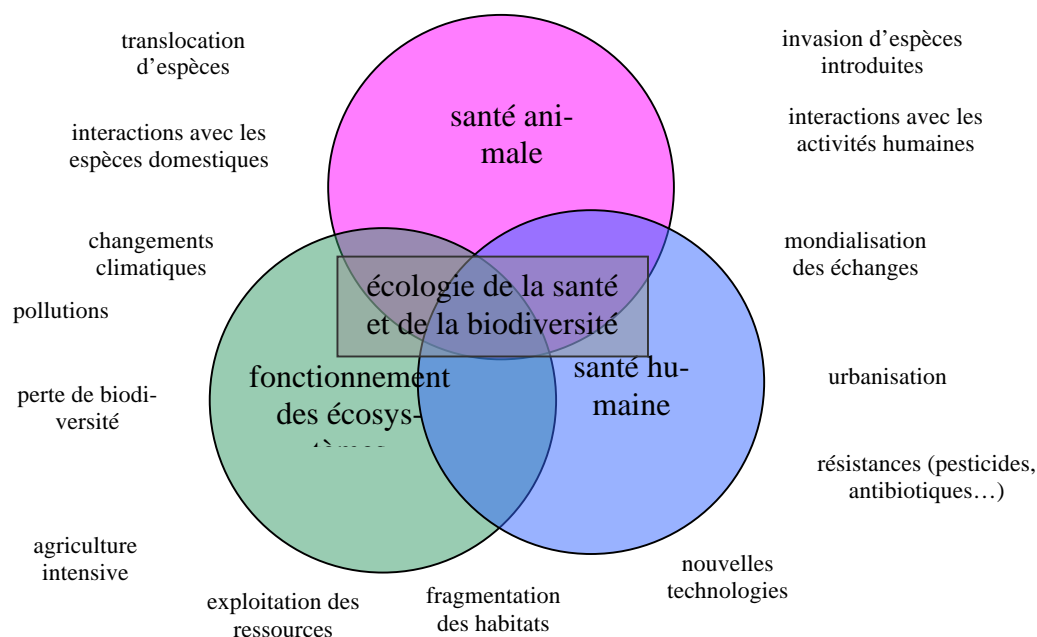 translocation
d'espèces
invasion d'espèces
introduites
santé ani-
male
interactions avec les
espèces domestiques
interactions avec les
activités humaines
changements
climatiques
mondialisation
des échanges
écologie de la santé
et de la biodiversité
pollutions
fonctionnement
des écosys-
santé hu-
maine
urbanisation
perte de biodi-
versité
résistances (pesticides,
antibiotiques…)
agriculture
intensive
nouvelles
technologies
exploitation des
ressources
fragmentation
des habitats